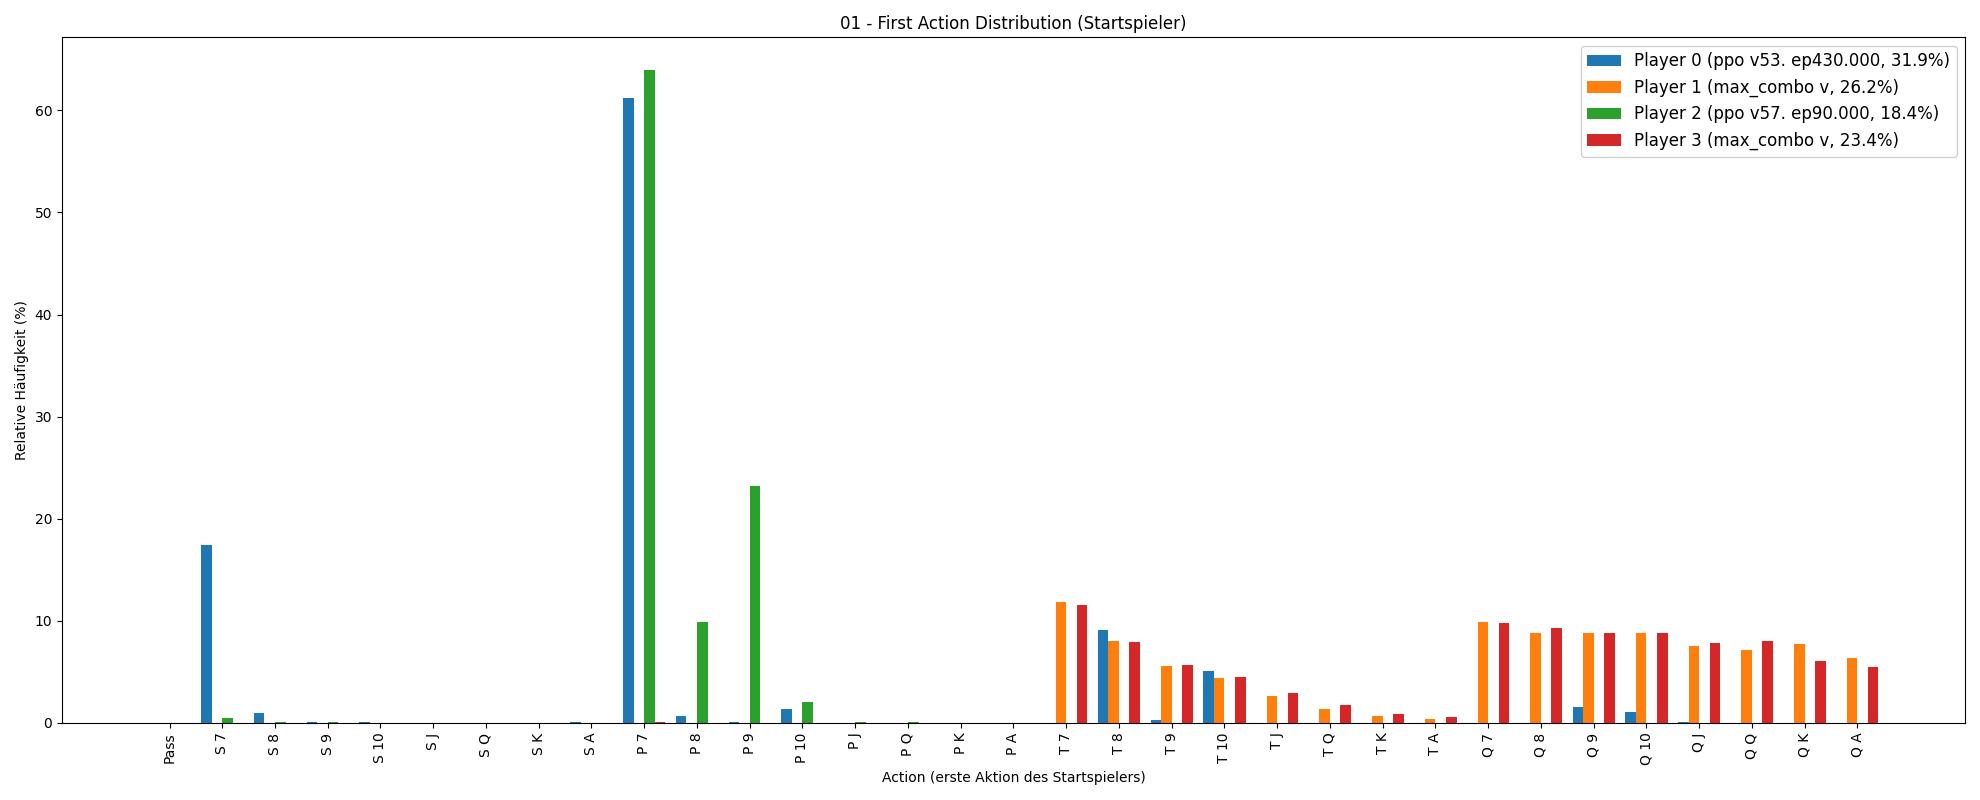 01 - First Action Distribution (Startspieler)
Player 0 (ppo v53. ep430.000, 31.9%)
Player 1 (max_combo v, 26.2%)
Player 2 (ppo v57. ep90.000, 18.4%)
Player 3 (max_combo v, 23.4%)
Relative Häufigkeit (%)
60
50
40
30
20
10
0
Pass
S 7
S 8
S 9
S 10
S J
S Q
S K
S A
P 7
P 8
P 9
P 10
P J
P Q
P K
P A
T 7
T 8
T 9
T 10
T J
T Q
T K
T A
Q 7
Q 8
Q 9
Q 10
Q J
Q Q
Q K
Q A
Action (erste Aktion des Startspielers)